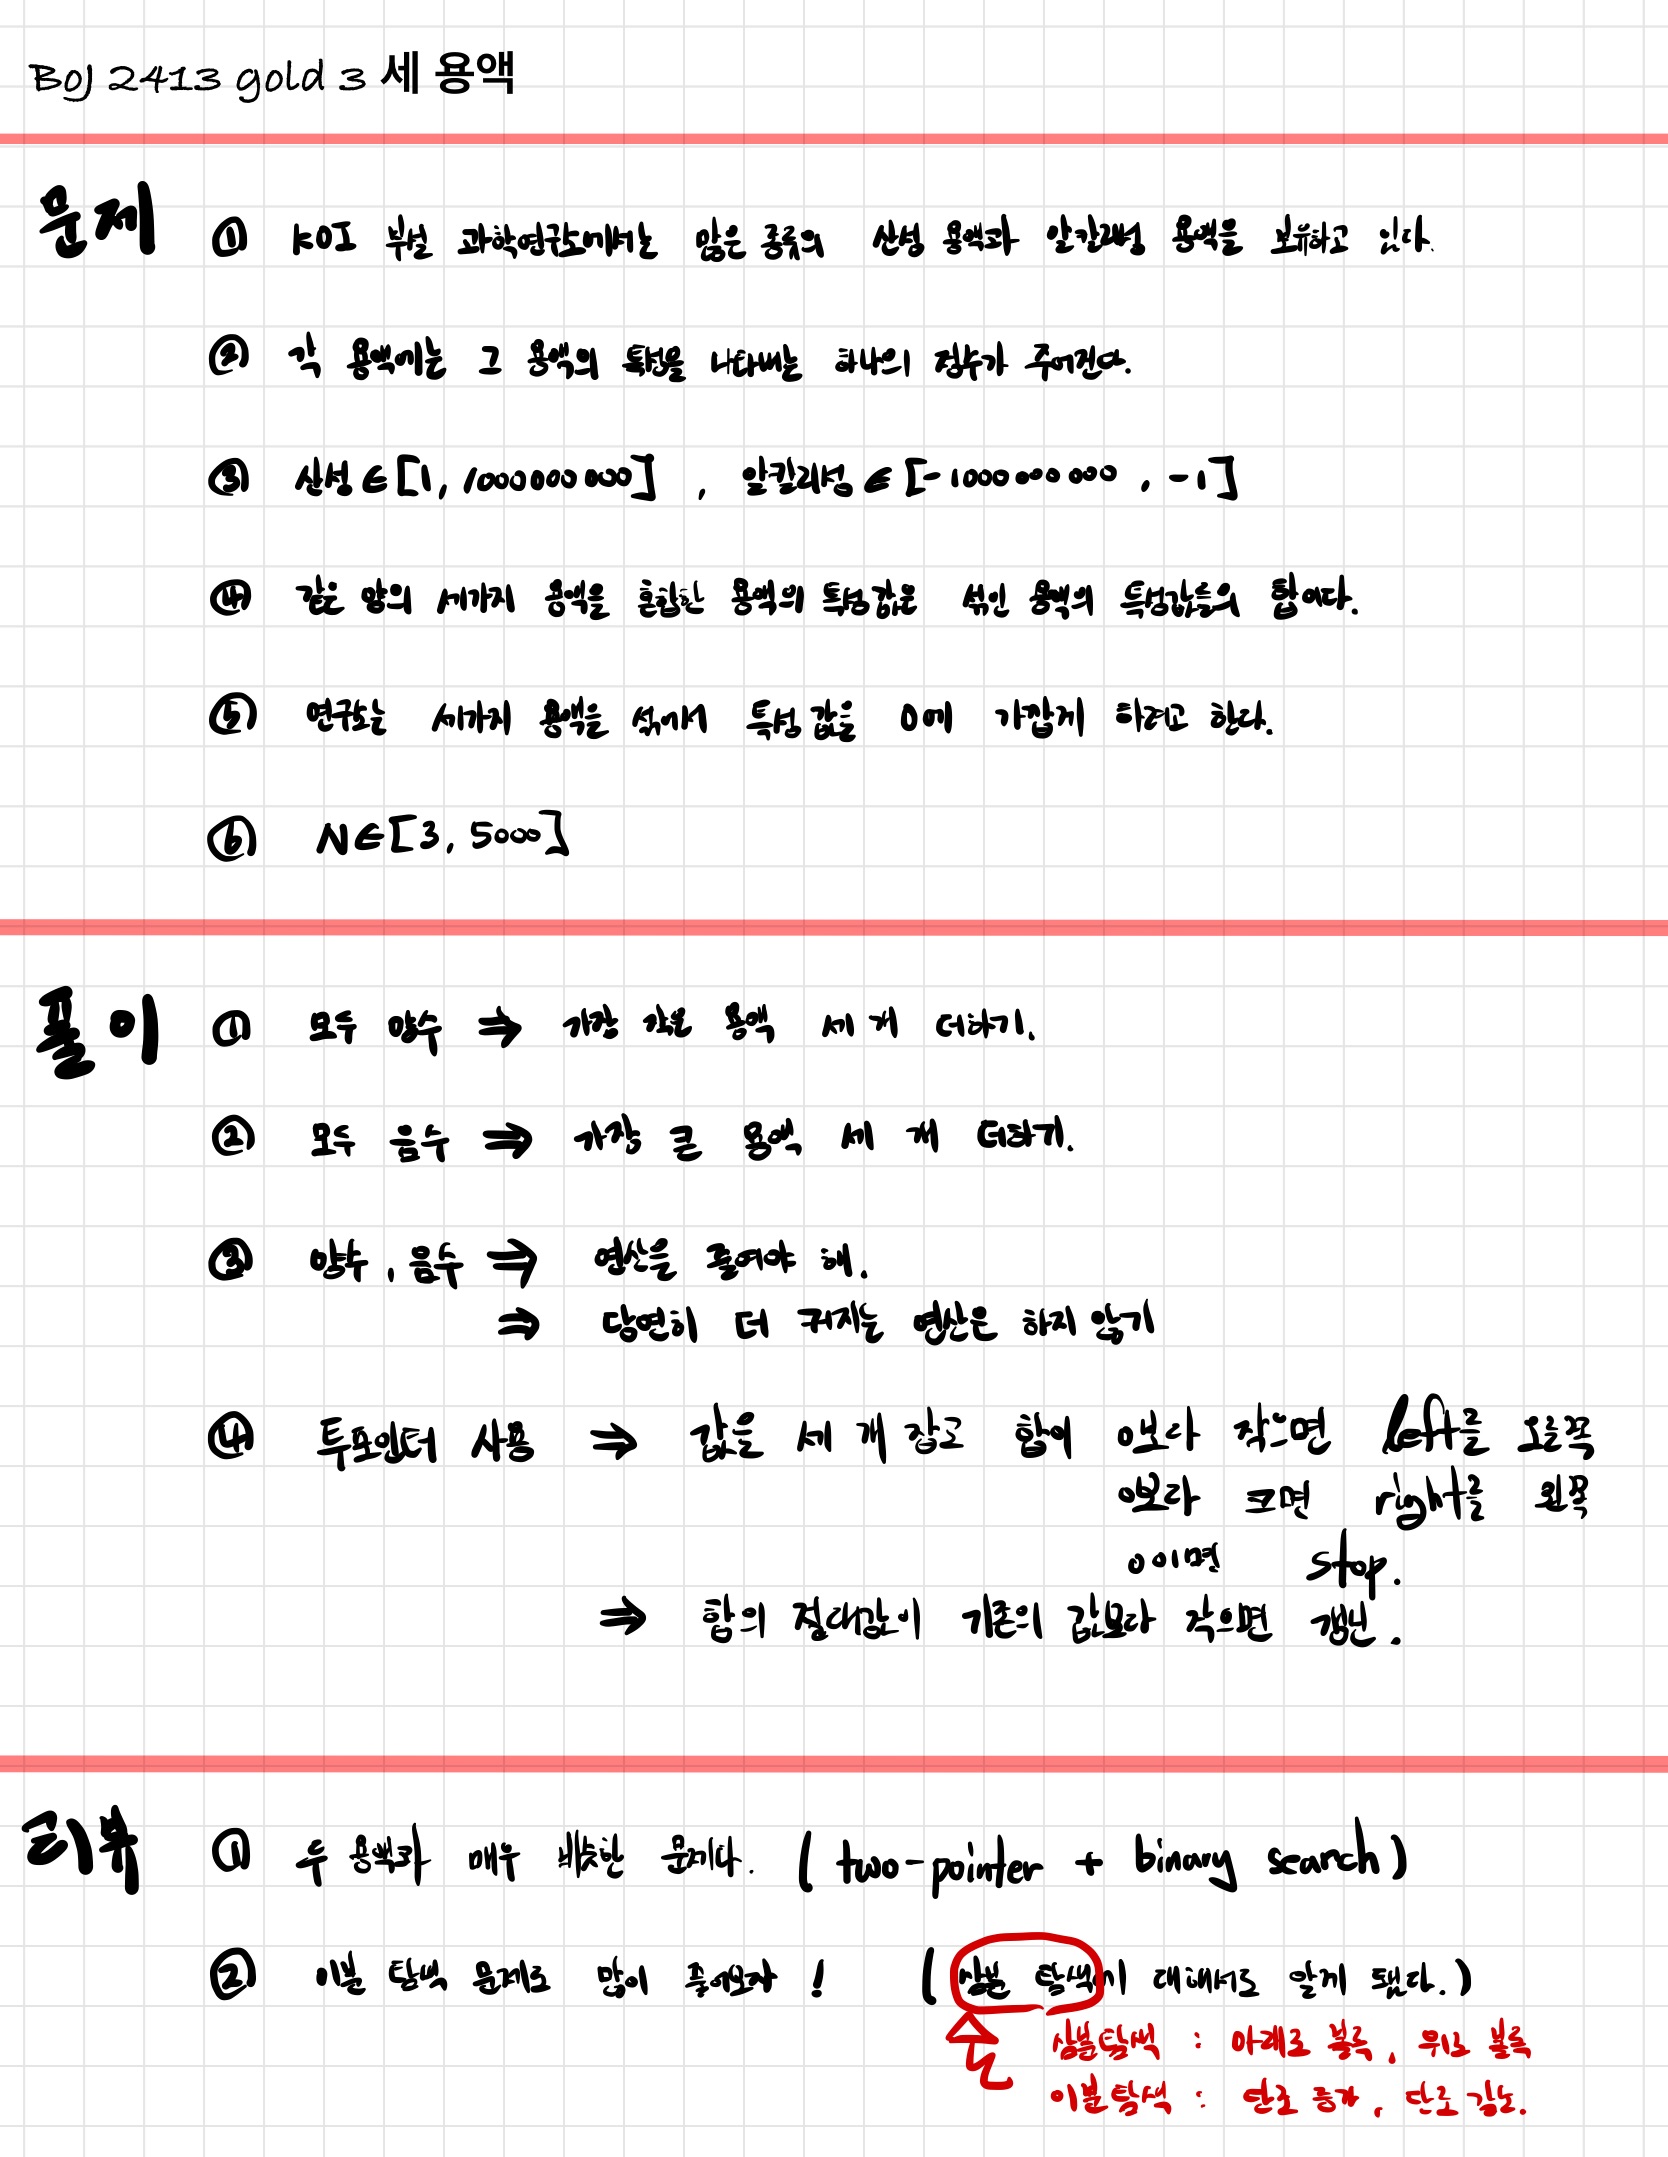 BOJ 2413 gold 3 세 용액
문제 ① KOI 부설 과학연구소에서는 많은 종류의 산성 용액과 알칼리성 용액을 보유하고 있다.
② 각 용액에는 그 용액의 특성을 나타내는 하나의 정수가 주어진다.
③ 산성∈[1, 1000000000] , 알칼리성∈[-1000000000 , -1]
④ 같은 양의 세가지 용액을 혼합한 용액의 특성값은 섞인 용액의 특성값들의 합이다.
⑤ 연구소는 세가지 용액을 섞어서 특성값을 0에 가깝게 하려고 한다.
⑥ N∈[3, 5000]
풀이 ① 모두 양수 ⇒ 가장 작은 용액 세 개 더하기.
② 모두 음수 ⇒ 가장 큰 용액 세 개 더하기.
③ 양수, 음수 ⇒ 연산을 줄여야 해.
⇒ 당연히 더 커지는 연산은 하지 않기
④ 투포인터 사용 ⇒ 값을 세 개 잡고 합이 0보다 작으면 left를 오른쪽
0보다 크면 right를 왼쪽
0이면 stop.
⇒ 합의 절대값이 기존의 값보다 작으면 갱신.
리뷰 ① 두 용액과 매우 비슷한 문제다. (two-pointer + binary search)
② 이분 탐색 문제도 많이 풀어보자! (삼분 탐색에 대해서도 알게 됐다.)
삼분탐색 : 아래로 볼록, 위로 볼록
이분탐색 : 단조 증가, 단조 감소.